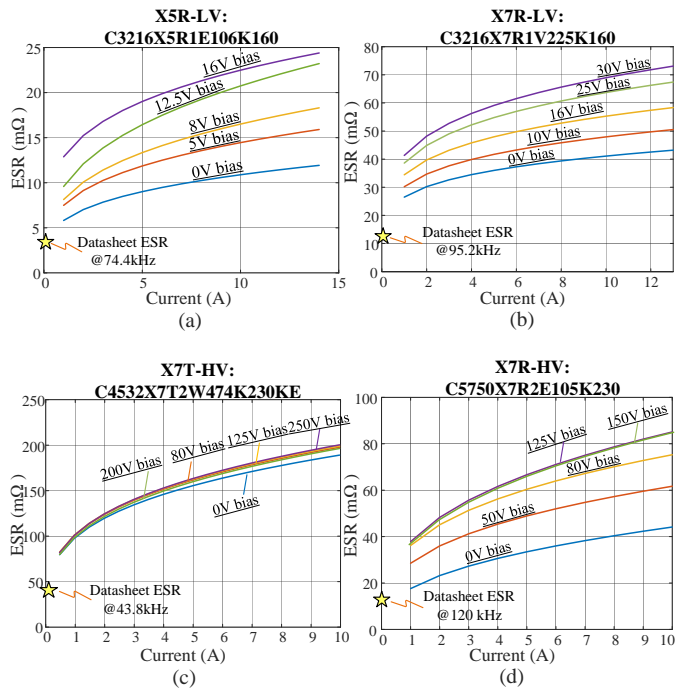 X5R-LV:
C3216X5R1E106K160
25
20
15
10
5
0
ESR (mΩ)
16V bias
12.5V bias
8V bias
5V bias
0V bias
Datasheet ESR
@74.4kHz
0 5 10 15
Current (A)
(a)
X7R-LV:
C3216X7R1V225K160
80
70
60
50
40
30
20
10
0
ESR (mΩ)
30V bias
25V bias
16V bias
10V bias
0V bias
Datasheet ESR
@95.2kHz
0 2 4 6 8 10 12
Current (A)
(b)
X7T-HV:
C4532X7T2W474K230KE
250
200
150
100
50
0
ESR (mΩ)
200V bias
80V bias
125V bias
250V bias
0V bias
Datasheet ESR
@43.8kHz
0 1 2 3 4 5 6 7 8 9 10
Current (A)
(c)
X7R-HV:
C5750X7R2E105K230
100
80
60
40
20
0
ESR (mΩ)
125V bias
150V bias
80V bias
50V bias
0V bias
Datasheet ESR
@120 kHz
0 1 2 3 4 5 6 7 8 9 10
Current (A)
(d)